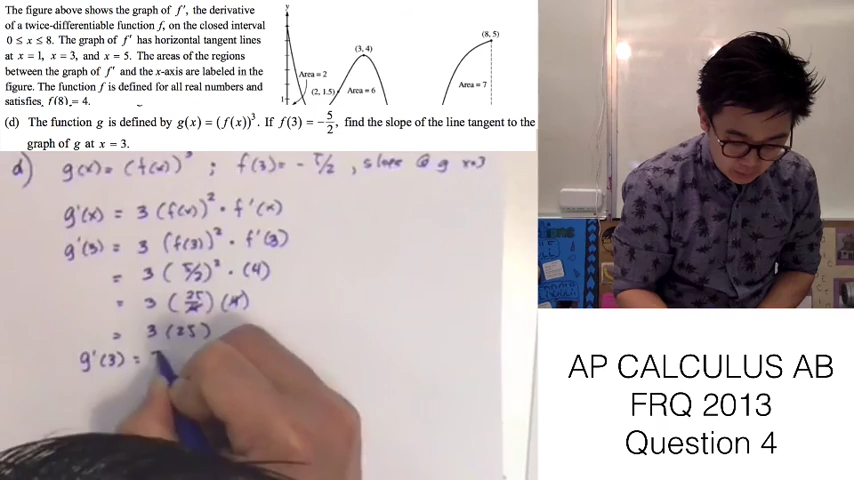 The figure above shows the graph of f′, the derivative
of a twice-differentiable function f, on the closed interval
0 ≤ x ≤ 8. The graph of f′ has horizontal tangent lines
at x = 1, x = 3, and x = 5. The areas of the regions
between the graph of f′ and the x-axis are labeled in the
figure. The function f is defined for all real numbers and
satisfies f(8) = 4.
y
1
Area = 2
(2, 1.5)
(3, 4)
Area = 6
(8, 5)
Area = 7
(d) The function g is defined by g(x) = (f(x))³. If f(3) = −5/2, find the slope of the line tangent to the
graph of g at x = 3.
d) g(x) = (f(x))³ ; f(3) = - 5/2 , slope @ g x=3
g'(x) = 3 (f(x))² · f'(x)
g'(3) = 3 (f(3))² · f'(3)
= 3 (5/2)² · (4)
= 3 (25/4) (4)
= 3 (25)
g'(3) =
AP CALCULUS AB
FRQ 2013
Question 4